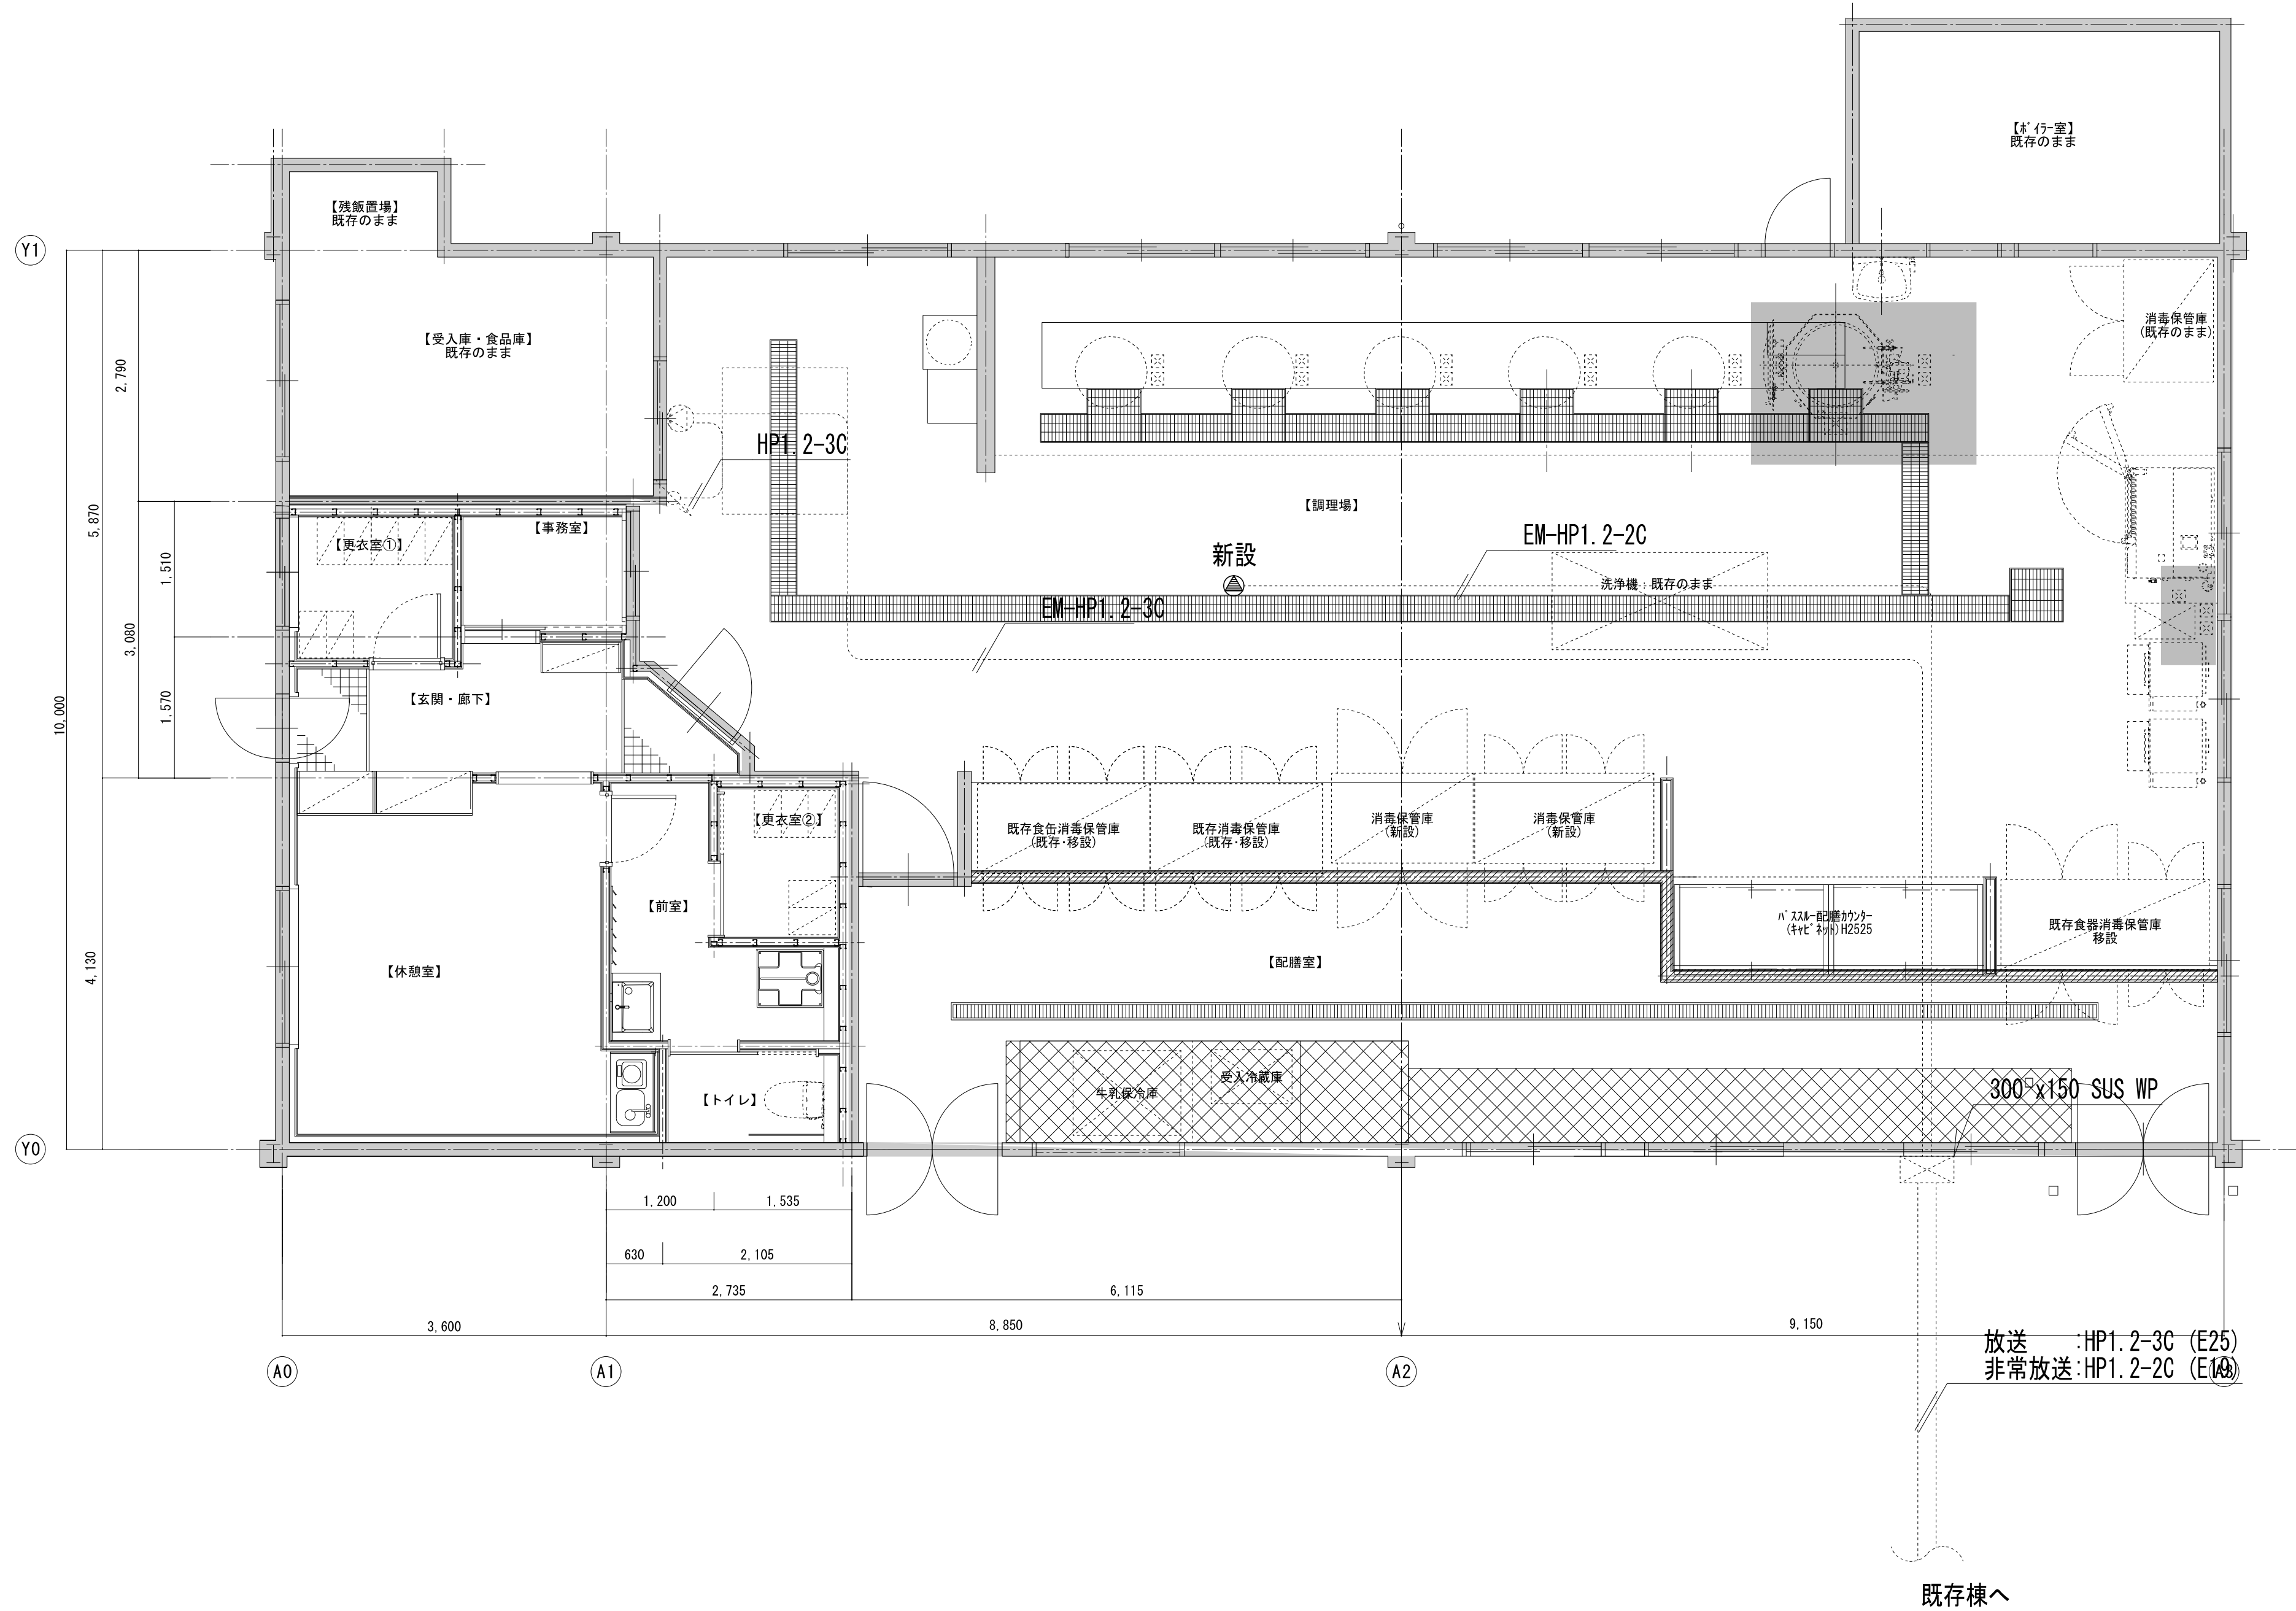 【ﾎﾞｲﾗｰ室】
既存のまま
【残飯置場】
既存のまま
Y1
【受入庫・食品庫】
既存のまま
消毒保管庫
(既存のまま)
2,790
HP1.2-3C
【調理場】
5,870
【事務室】
【更衣室①】
EM-HP1.2-2C
新設
1,510
洗浄機：既存のまま
EM-HP1.2-3C
3,080
【玄関・廊下】
1,570
10,000
【更衣室②】
既存食缶消毒保管庫
(既存･移設)
既存消毒保管庫
(既存･移設)
消毒保管庫
(新設)
消毒保管庫
(新設)
【前室】
ﾊﾟｽｽﾙｰ配膳ｶｳﾝﾀｰ
(ｷｬﾋﾞﾈｯﾄ)H2525
既存食器消毒保管庫
移設
【休憩室】
【配膳室】
4,130
受入冷蔵庫
牛乳保冷庫
300□x150 SUS WP
【トイレ】
Y0
1,200
1,535
630
2,105
2,735
6,115
3,600
8,850
9,150
放送　　:HP1.2-3C (E25)
非常放送:HP1.2-2C (E19)
A0
A1
A2
A3
既存棟へ